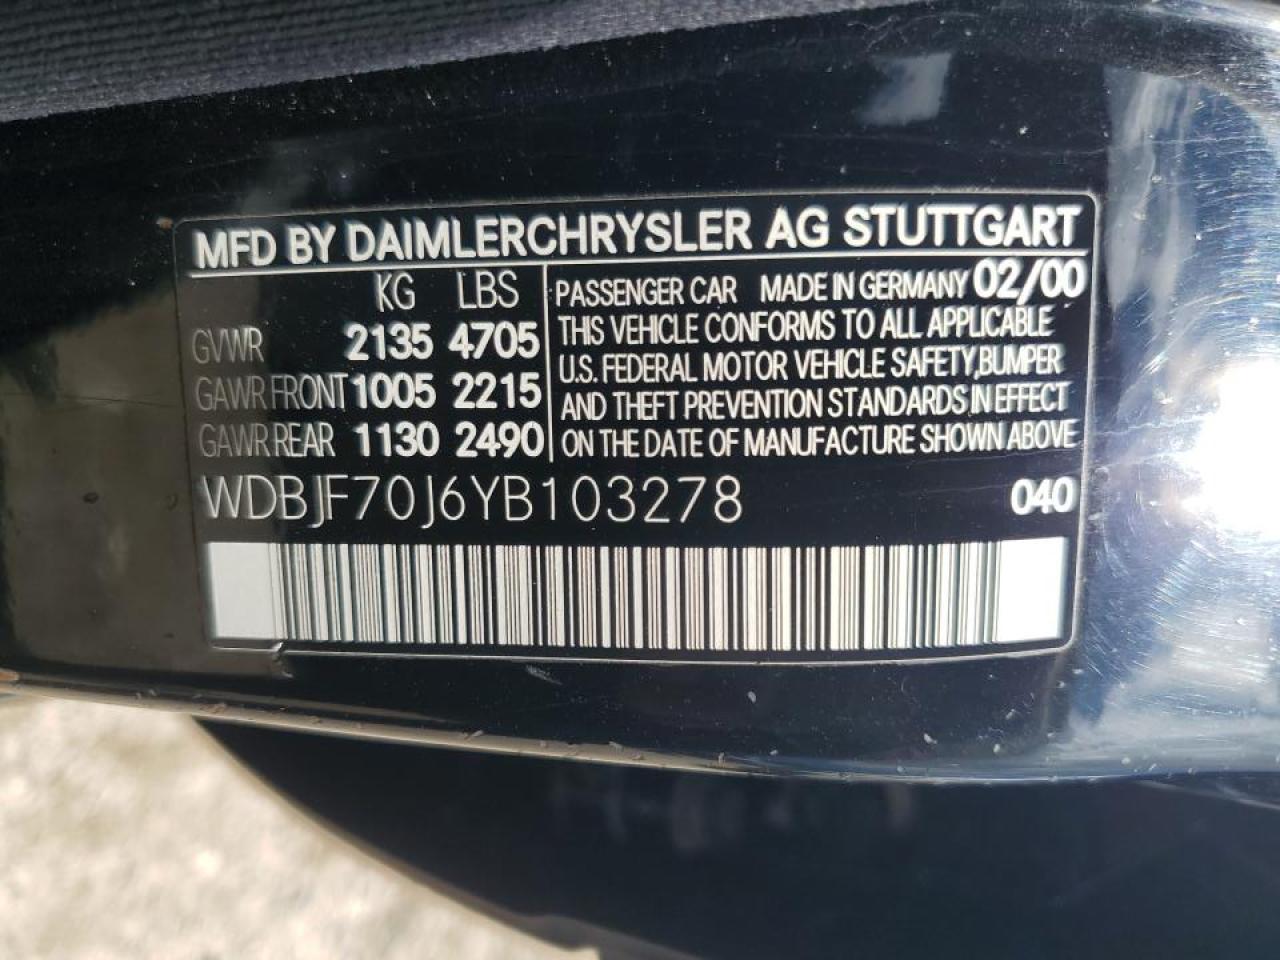 MFD BY DAIMLERCHRYSLER AG STUTTGART
KG LBS
GVWR 2135 4705
GAWR FRONT 1005 2215
GAWR REAR 1130 2490
PASSENGER CAR MADE IN GERMANY 02/00
THIS VEHICLE CONFORMS TO ALL APPLICABLE
U.S. FEDERAL MOTOR VEHICLE SAFETY,BUMPER
AND THEFT PREVENTION STANDARDS IN EFFECT
ON THE DATE OF MANUFACTURE SHOWN ABOVE
WDBJF70J6YB103278 040